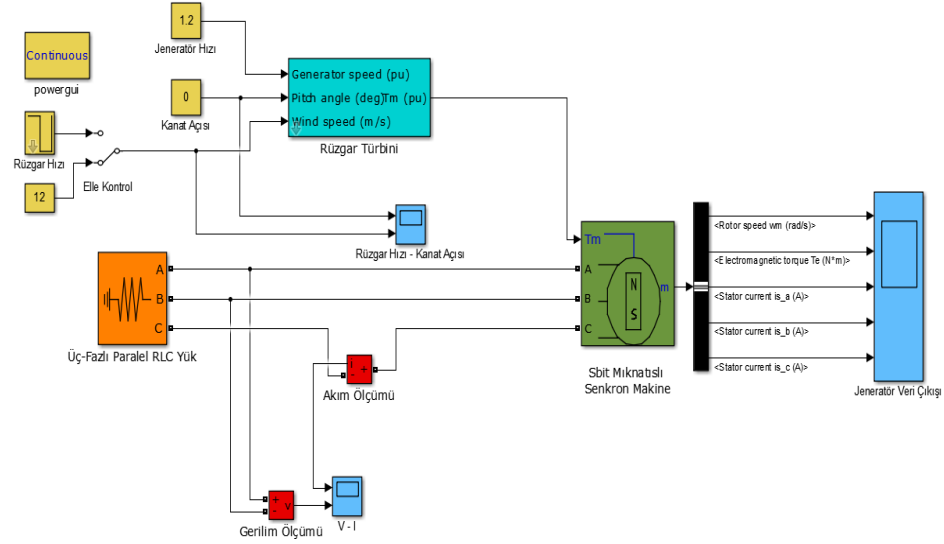 1.2
Jeneratör Hızı
Continuous
powergui
Generator speed (pu)
Pitch angle (deg)Tm (pu)
Wind speed (m/s)
Rüzgar Türbini
0
Kanat Açısı
Rüzgar Hızı
Elle Kontrol
12
Rüzgar Hızı - Kanat Açısı
A
B
C
Üç-Fazlı Paralel RLC Yük
i
+
-
Akım Ölçümü
+
-
v
Gerilim Ölçümü
V - I
Tm
A
B
C
N
S
m
Sbit Mıknatıslı
Senkron Makine
<Rotor speed wm (rad/s)>
<Electromagnetic torque Te (N*m)>
<Stator current is_a (A)>
<Stator current is_b (A)>
<Stator current is_c (A)>
Jeneratör Veri Çıkışı